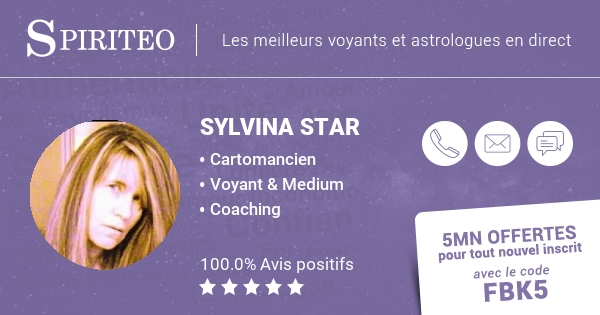 SPIRITEO
Les meilleurs voyants et astrologues en direct
SYLVINA STAR
• Cartomancien
• Voyant & Medium
• Coaching
100.0% Avis positifs
5MN OFFERTES
pour tout nouvel inscrit
avec le code
FBK5